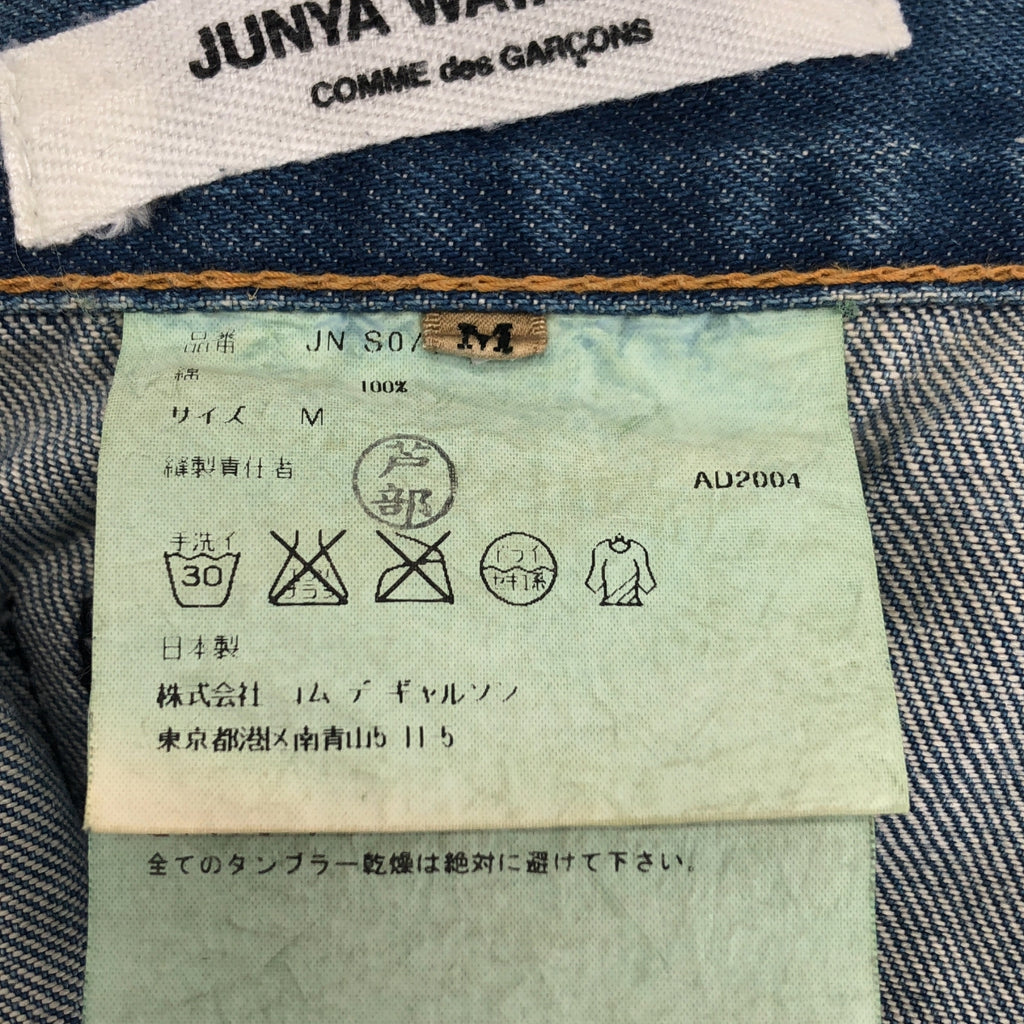 JUNYA
COMME des GARÇONS
M
品番 JN S0
綿 100%
サイズ M
縫製責任者 芦部
AD2004
手洗イ
30
ドライ
日本製
株式会社 コム デ ギャルソン
東京都港区南青山5 11 5
全てのタンブラー乾燥は絶対に避けて下さい。